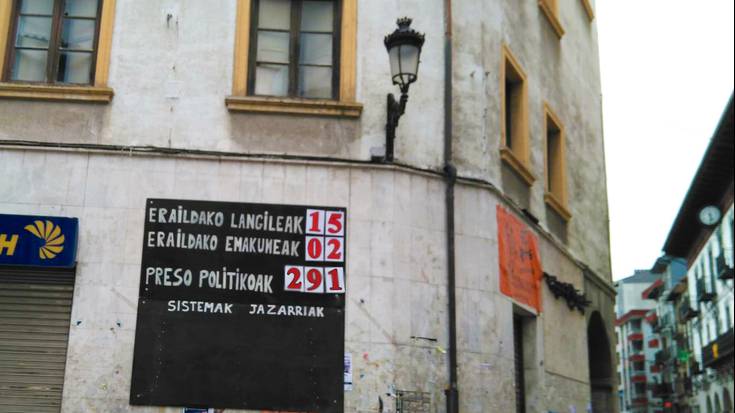 ERAILDAKO LANGILEAK 15
ERAILDAKO EMAKUMEAK 02
PRESO POLITIKOAK 291
SISTEMAK JAZARRIAK
H